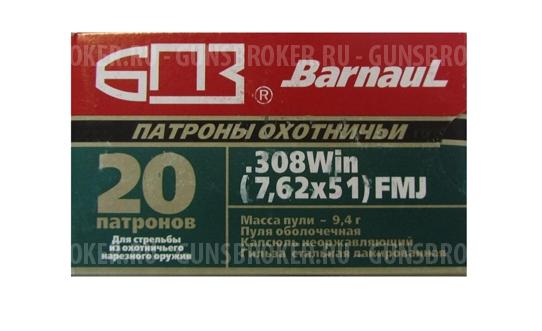 БПЗ ® BarnauL
ПАТРОНЫ ОХОТНИЧЬИ
20
патронов
Для стрельбы
из охотничьего
нарезного оружия
.308Win
(7,62x51) FMJ
Масса пули - 9,4 г
Пуля оболочечная
Капсюль неоржавляющий
Гильза стальная лакированная
GUNSBROKER.RU - GUNSBROKER.RU